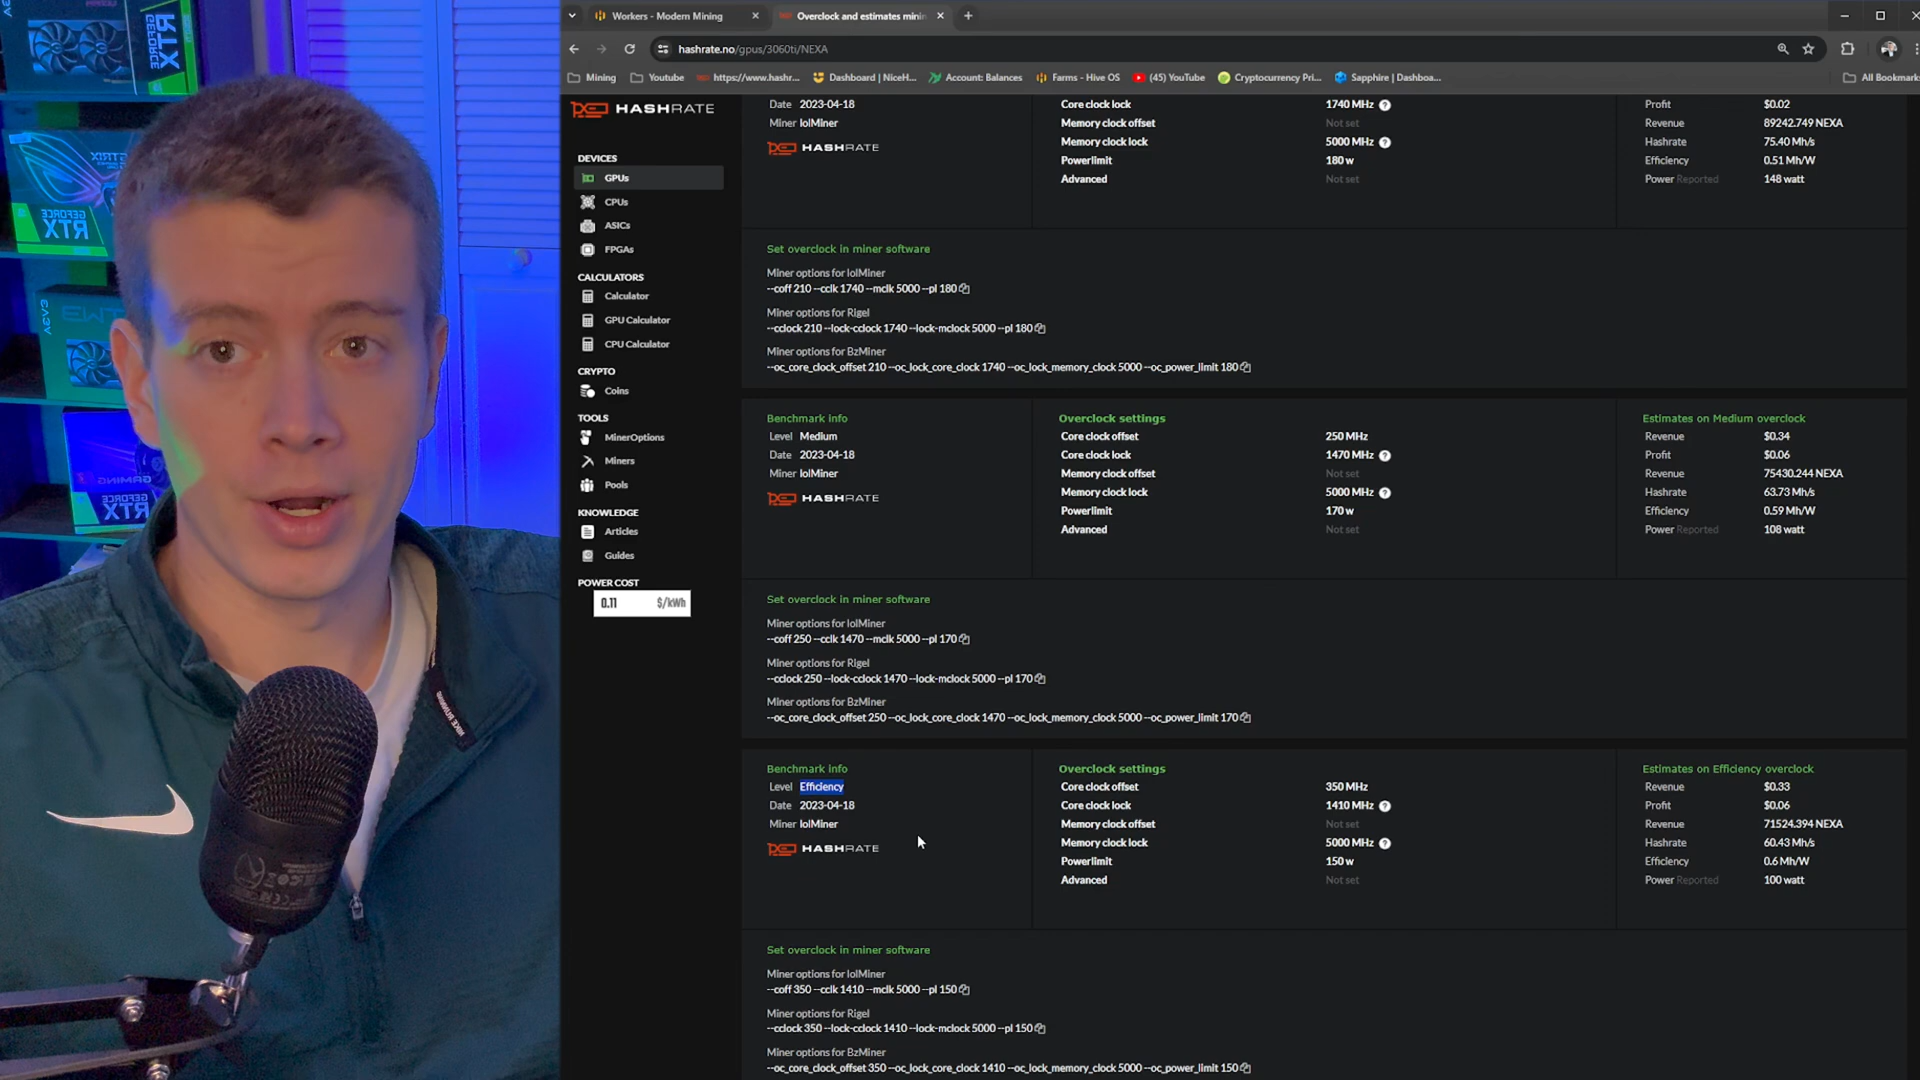 Workers - Modern Mining
Overclock and estimates mini
hashrate.no/gpus/3060ti/NEXA
Mining
Youtube
https://www.hashr...
Dashboard | NiceH...
Account: Balances
Farms - Hive OS
(45) YouTube
Cryptocurrency Pri...
Sapphire | Dashboa...
All Bookmarks
HASHRATE
DEVICES
GPUs
CPUs
ASICs
FPGAs
CALCULATORS
Calculator
GPU Calculator
CPU Calculator
CRYPTO
Coins
TOOLS
MinerOptions
Miners
Pools
KNOWLEDGE
Articles
Guides
POWER COST
0.11 $/kWh
Date 2023-04-18
Miner lolMiner
HASHRATE
Core clock lock 1740 MHz
Memory clock offset Not set
Memory clock lock 5000 MHz
Powerlimit 180 w
Advanced Not set
Profit $0.02
Revenue 89242.749 NEXA
Hashrate 75.40 Mh/s
Efficiency 0.51 Mh/W
Power Reported 148 watt
Set overclock in miner software
Miner options for lolMiner
--coff 210 --cclk 1740 --mclk 5000 --pl 180
Miner options for Rigel
--cclock 210 --lock-cclock 1740 --lock-mclock 5000 --pl 180
Miner options for BzMiner
--oc_core_clock_offset 210 --oc_lock_core_clock 1740 --oc_lock_memory_clock 5000 --oc_power_limit 180
Benchmark info
Level Medium
Date 2023-04-18
Miner lolMiner
HASHRATE
Overclock settings
Core clock offset 250 MHz
Core clock lock 1470 MHz
Memory clock offset Not set
Memory clock lock 5000 MHz
Powerlimit 170 w
Advanced Not set
Estimates on Medium overclock
Revenue $0.34
Profit $0.06
Revenue 75430.244 NEXA
Hashrate 63.73 Mh/s
Efficiency 0.59 Mh/W
Power Reported 108 watt
Set overclock in miner software
Miner options for lolMiner
--coff 250 --cclk 1470 --mclk 5000 --pl 170
Miner options for Rigel
--cclock 250 --lock-cclock 1470 --lock-mclock 5000 --pl 170
Miner options for BzMiner
--oc_core_clock_offset 250 --oc_lock_core_clock 1470 --oc_lock_memory_clock 5000 --oc_power_limit 170
Benchmark info
Level Efficiency
Date 2023-04-18
Miner lolMiner
HASHRATE
Overclock settings
Core clock offset 350 MHz
Core clock lock 1410 MHz
Memory clock offset Not set
Memory clock lock 5000 MHz
Powerlimit 150 w
Advanced Not set
Estimates on Efficiency overclock
Revenue $0.33
Profit $0.06
Revenue 71524.394 NEXA
Hashrate 60.43 Mh/s
Efficiency 0.6 Mh/W
Power Reported 100 watt
Set overclock in miner software
Miner options for lolMiner
--coff 350 --cclk 1410 --mclk 5000 --pl 150
Miner options for Rigel
--cclock 350 --lock-cclock 1410 --lock-mclock 5000 --pl 150
Miner options for BzMiner
--oc_core_clock_offset 350 --oc_lock_core_clock 1410 --oc_lock_memory_clock 5000 --oc_power_limit 150
GEFORCE
RTX
STRIX
GEFORCE
RTX
EVGA
GAMING
GEFORCE
RTX